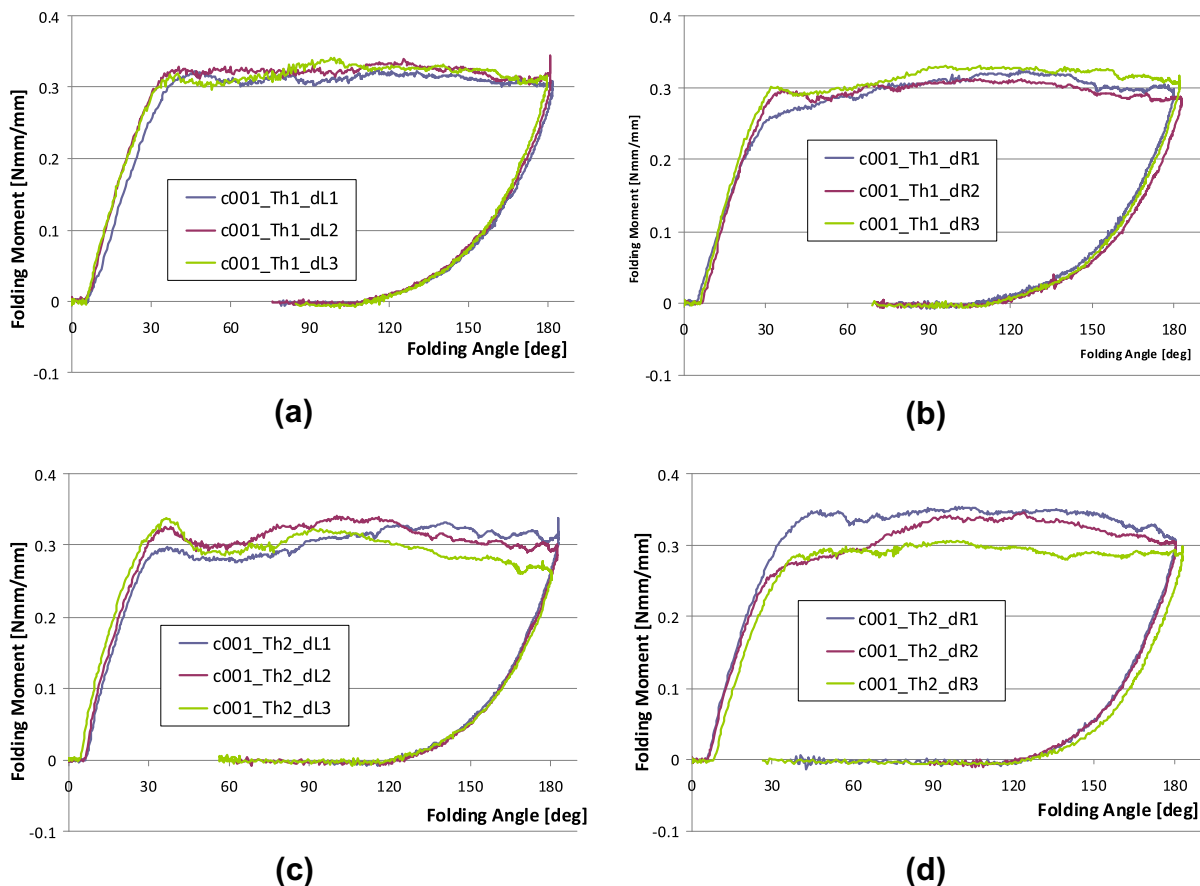 0.4
0.3
0.2
0.1
0
-0.1
Folding Moment [Nmm/mm]
c001_Th1_dL1
c001_Th1_dL2
c001_Th1_dL3
0 30 60 90 120 150 180
Folding Angle [deg]
(a)
0.4
0.3
0.2
0.1
0
-0.1
Folding Moment [Nmm/mm]
c001_Th1_dR1
c001_Th1_dR2
c001_Th1_dR3
0 30 60 90 120 150 180
Folding Angle [deg]
(b)
0.4
0.3
0.2
0.1
0
-0.1
Folding Moment [Nmm/mm]
c001_Th2_dL1
c001_Th2_dL2
c001_Th2_dL3
0 30 60 90 120 150 180
Folding Angle [deg]
(c)
0.4
0.3
0.2
0.1
0
-0.1
Folding Moment [Nmm/mm]
c001_Th2_dR1
c001_Th2_dR2
c001_Th2_dR3
0 30 60 90 120 150 180
Folding Angle [deg]
(d)